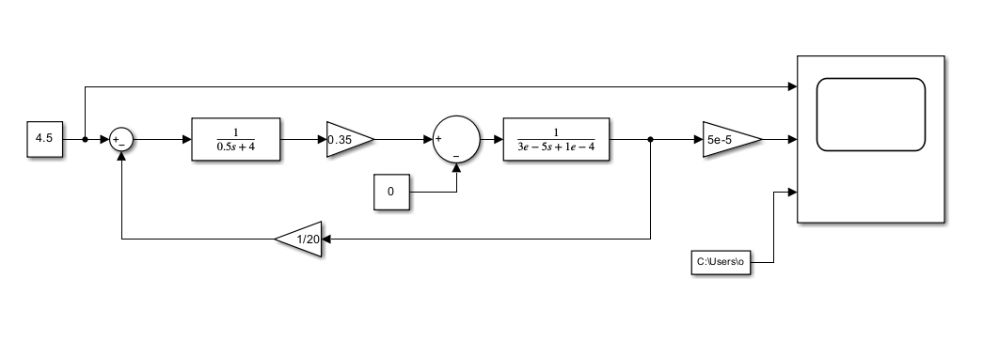 4.5
+
−
1
0.5s + 4
0.35
+
−
1
3e − 5s + 1e − 4
5e-5
0
1/20
C:\Users\o